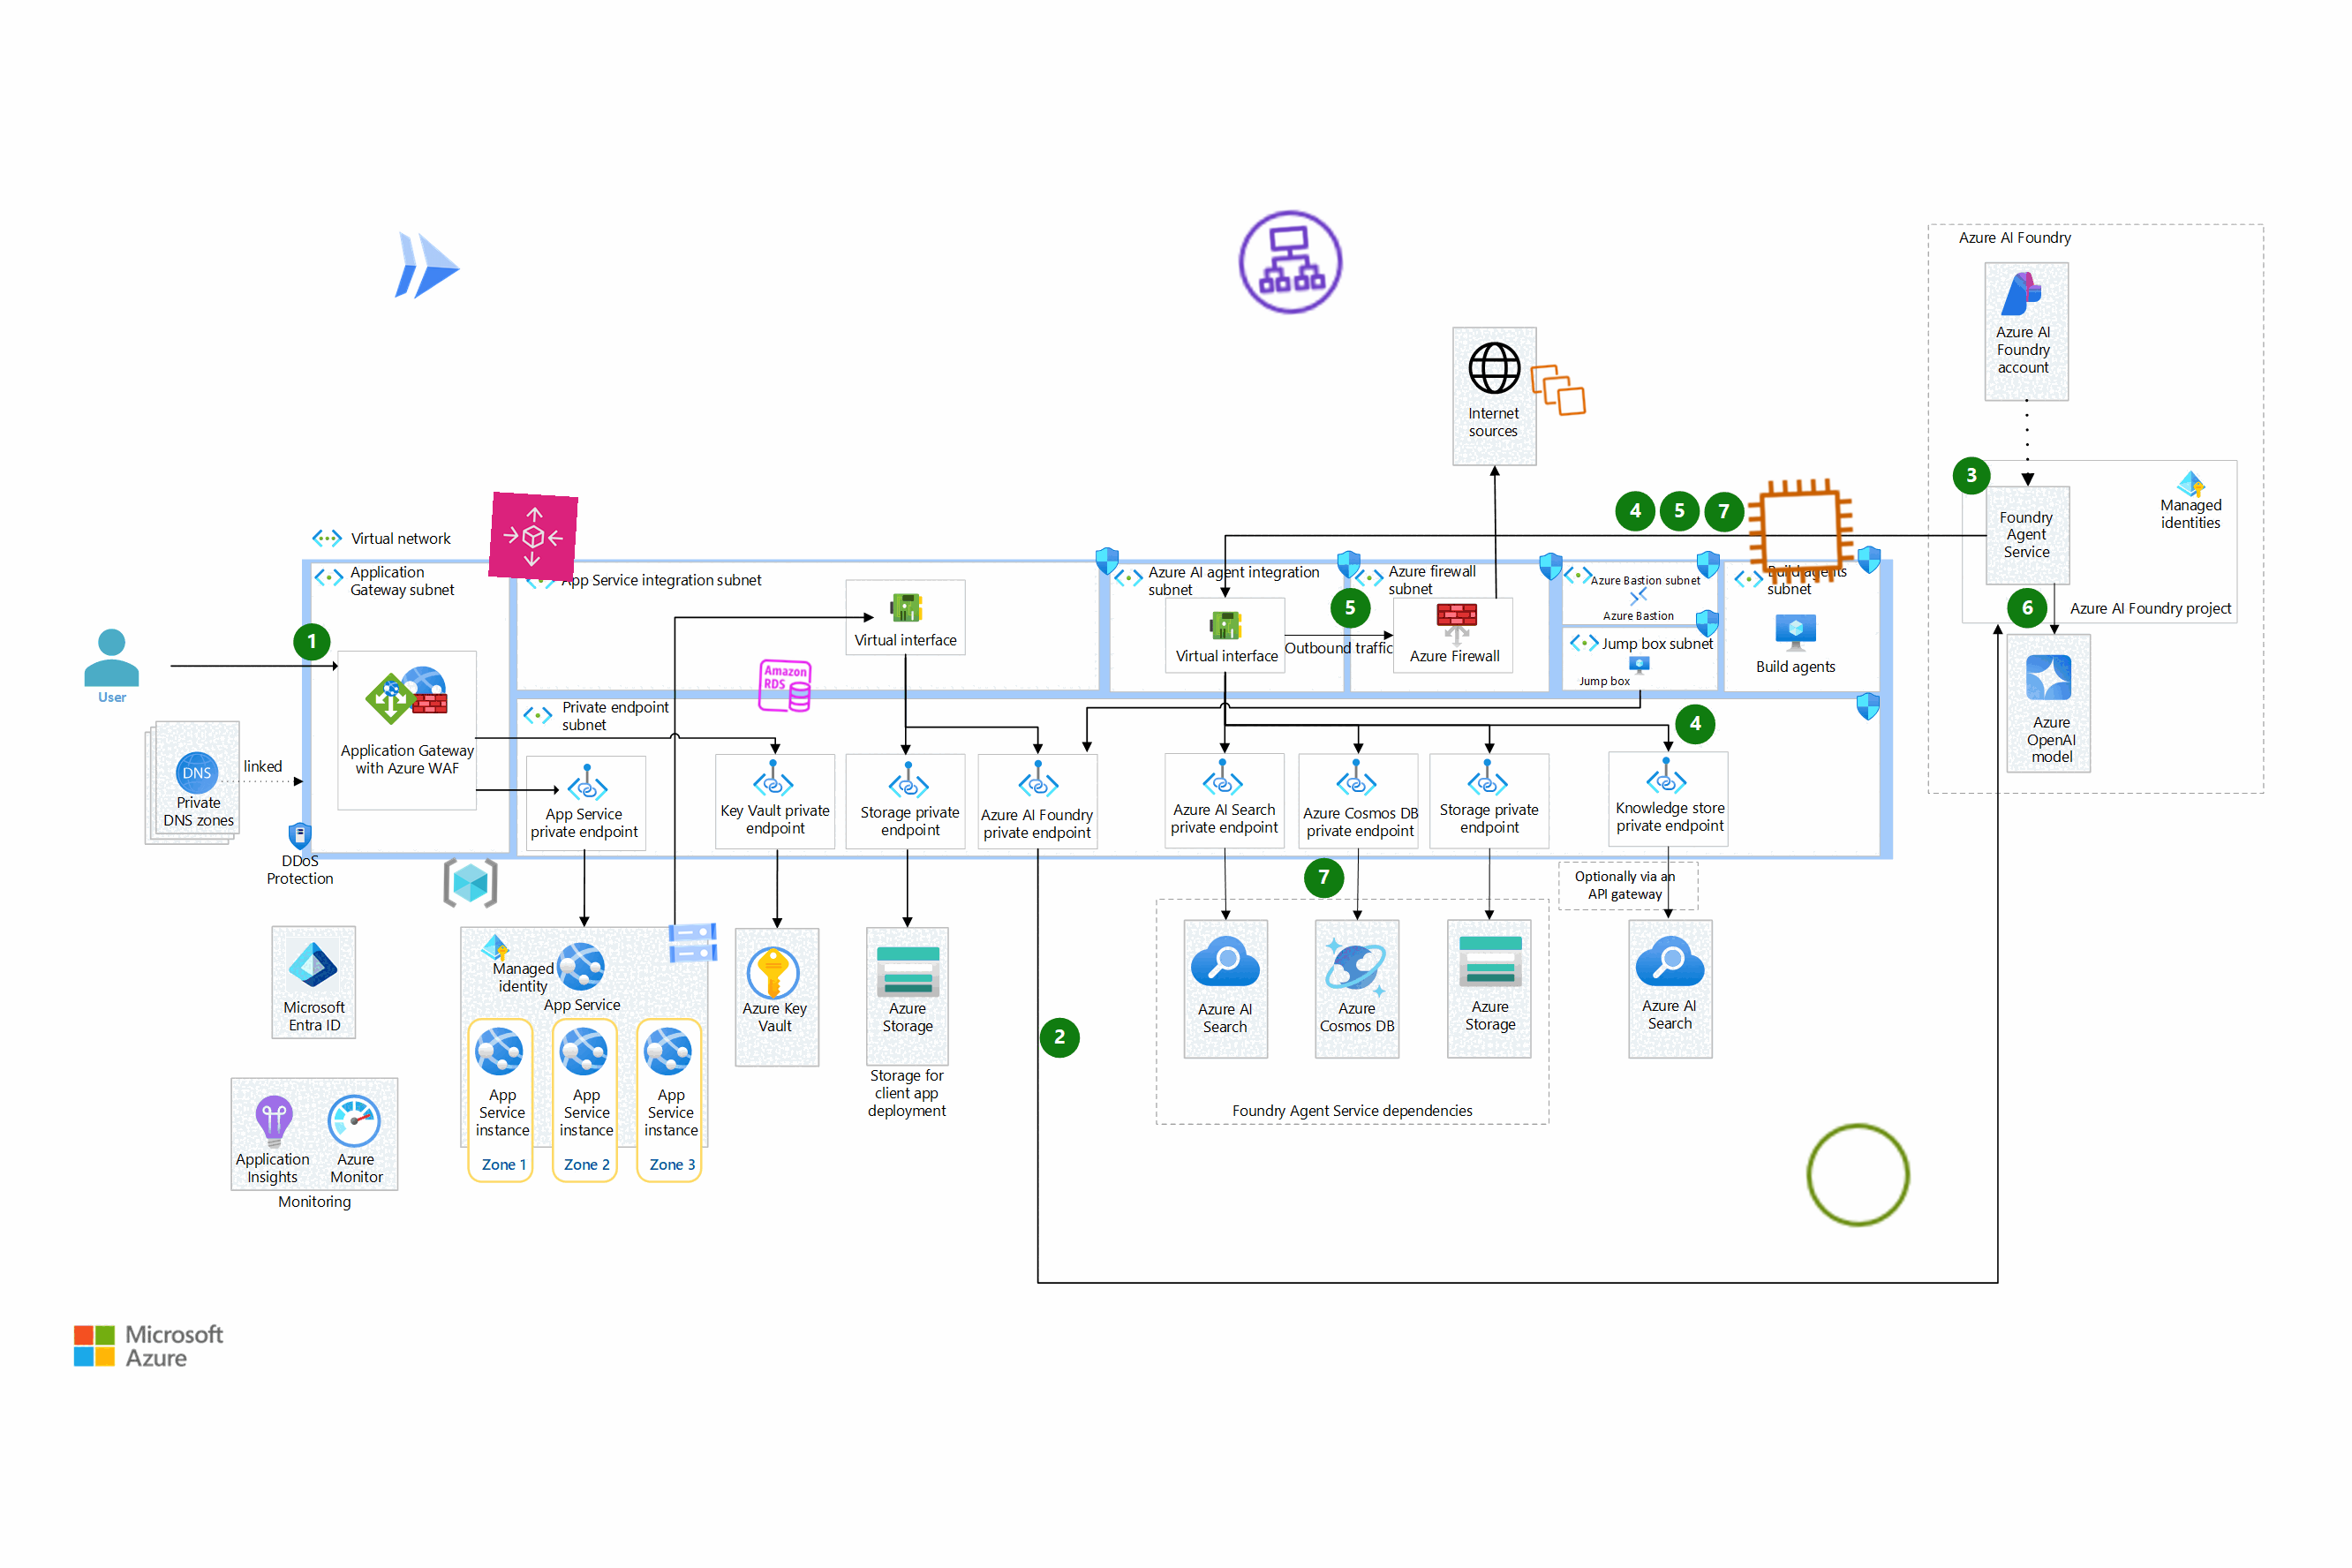 Azure AI Foundry
Azure AI
Foundry
account
Internet
sources
3
Managed
identities
4
5
7
Foundry
Agent
Service
Virtual network
Application
Gateway subnet
App Service integration subnet
Azure AI agent integration
subnet
Azure firewall
subnet
Azure Bastion subnet
Azure Bastion
Build agents
subnet
5
6
Azure AI Foundry project
1
Virtual interface
Virtual interface
Outbound traffic
Azure Firewall
Jump box subnet
Jump box
Build agents
User
Amazon
RDS
Private endpoint
subnet
4
Azure
OpenAI
model
Application Gateway
with Azure WAF
linked
DNS
Private
DNS zones
App Service
private endpoint
Key Vault private
endpoint
Storage private
endpoint
Azure AI Foundry
private endpoint
Azure AI Search
private endpoint
Azure Cosmos DB
private endpoint
Storage private
endpoint
Knowledge store
private endpoint
DDoS
Protection
7
Optionally via an
API gateway
Microsoft
Entra ID
Managed
identity
App Service
Azure Key
Vault
Azure
Storage
Storage for
client app
deployment
2
Azure AI
Search
Azure
Cosmos DB
Azure
Storage
Azure AI
Search
Foundry Agent Service dependencies
App
Service
instance
Zone 1
App
Service
instance
Zone 2
App
Service
instance
Zone 3
Application
Insights
Azure
Monitor
Monitoring
Microsoft
Azure